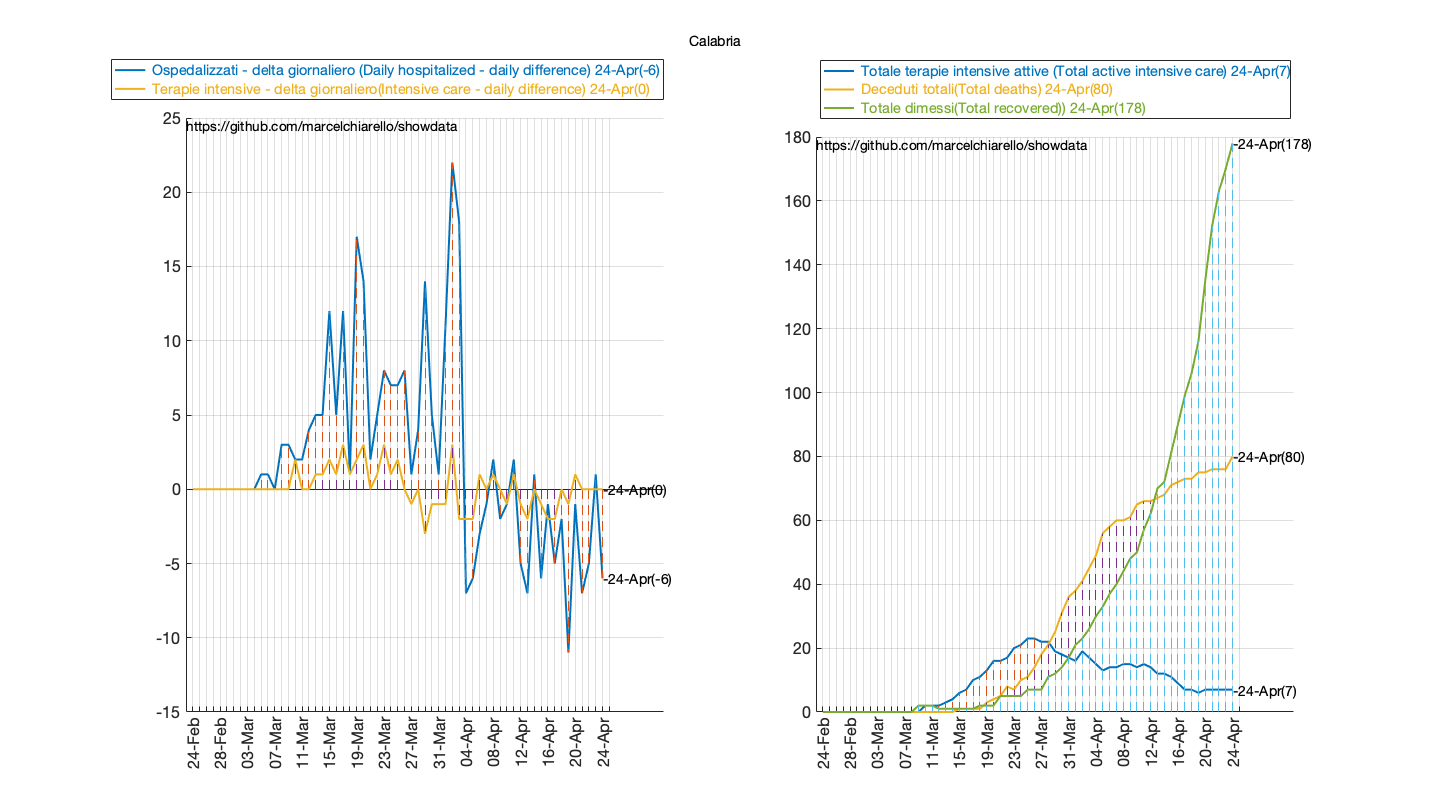 Calabria
Ospedalizzati - delta giornaliero (Daily hospitalized - daily difference) 24-Apr(-6)
Terapie intensive - delta giornaliero(Intensive care - daily difference) 24-Apr(0)
https://github.com/marcelchiarello/showdata
25
20
15
10
5
0
-5
-10
-15
-24-Apr(0)
-24-Apr(-6)
24-Feb
28-Feb
03-Mar
07-Mar
11-Mar
15-Mar
19-Mar
23-Mar
27-Mar
31-Mar
04-Apr
08-Apr
12-Apr
16-Apr
20-Apr
24-Apr
Totale terapie intensive attive (Total active intensive care) 24-Apr(7)
Deceduti totali(Total deaths) 24-Apr(80)
Totale dimessi(Total recovered)) 24-Apr(178)
https://github.com/marcelchiarello/showdata
180
160
140
120
100
80
60
40
20
0
-24-Apr(178)
-24-Apr(80)
-24-Apr(7)
24-Feb
28-Feb
03-Mar
07-Mar
11-Mar
15-Mar
19-Mar
23-Mar
27-Mar
31-Mar
04-Apr
08-Apr
12-Apr
16-Apr
20-Apr
24-Apr